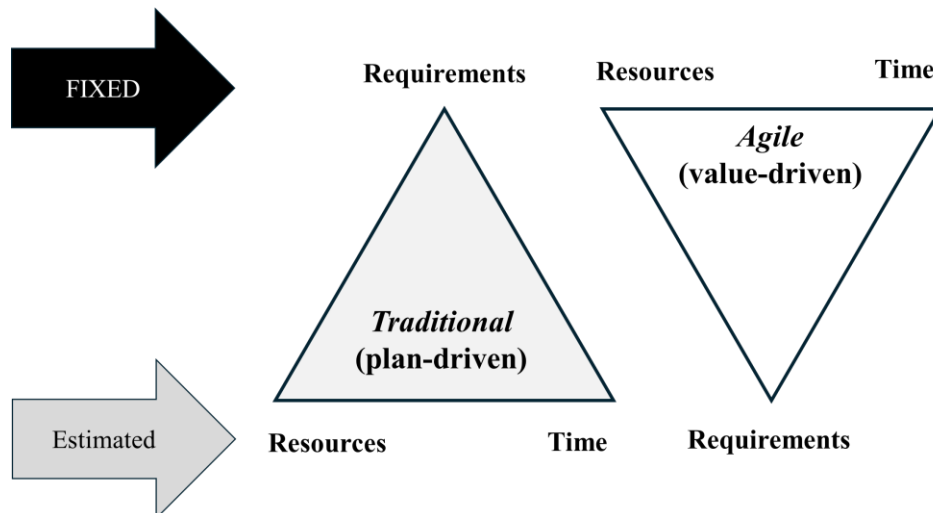 FIXED
Requirements
Resources
Time
Agile
(value-driven)
Traditional
(plan-driven)
Estimated
Resources
Time
Requirements